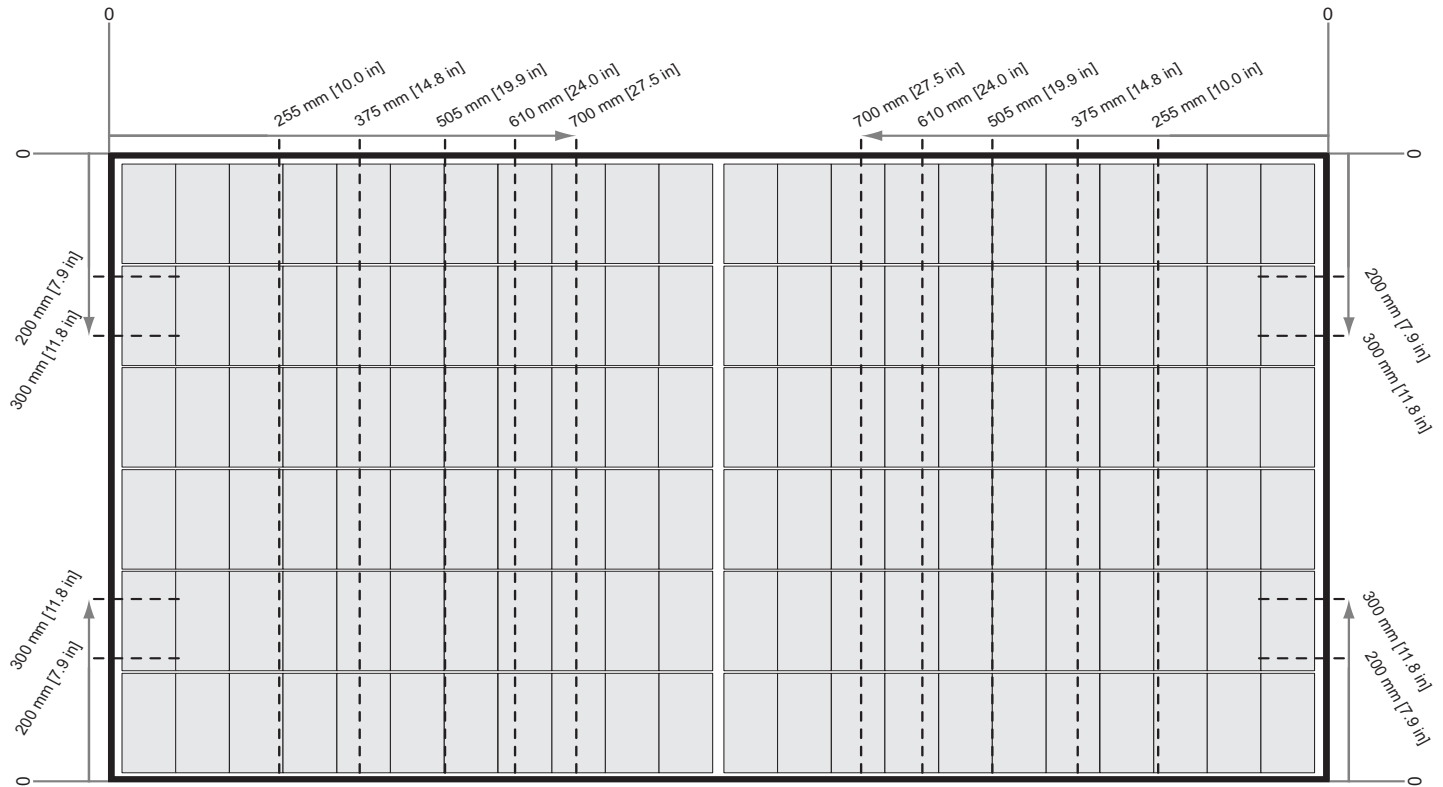 0
0
255 mm [10.0 in]
375 mm [14.8 in]
505 mm [19.9 in]
610 mm [24.0 in]
700 mm [27.5 in]
700 mm [27.5 in]
610 mm [24.0 in]
505 mm [19.9 in]
375 mm [14.8 in]
255 mm [10.0 in]
0
0
200 mm [7.9 in]
300 mm [11.8 in]
200 mm [7.9 in]
300 mm [11.8 in]
300 mm [11.8 in]
200 mm [7.9 in]
300 mm [11.8 in]
200 mm [7.9 in]
0
0